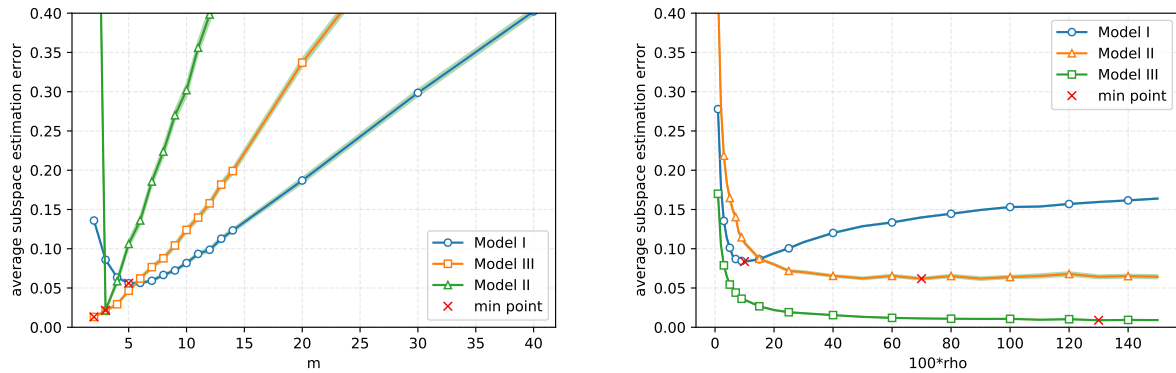 0.40
0.35
0.30
0.25
0.20
0.15
0.10
0.05
0.00
average subspace estimation error
5
10
15
20
25
30
35
40
m
Model I
Model III
Model II
min point
0.40
0.35
0.30
0.25
0.20
0.15
0.10
0.05
0.00
average subspace estimation error
0
20
40
60
80
100
120
140
100*rho
Model I
Model II
Model III
min point